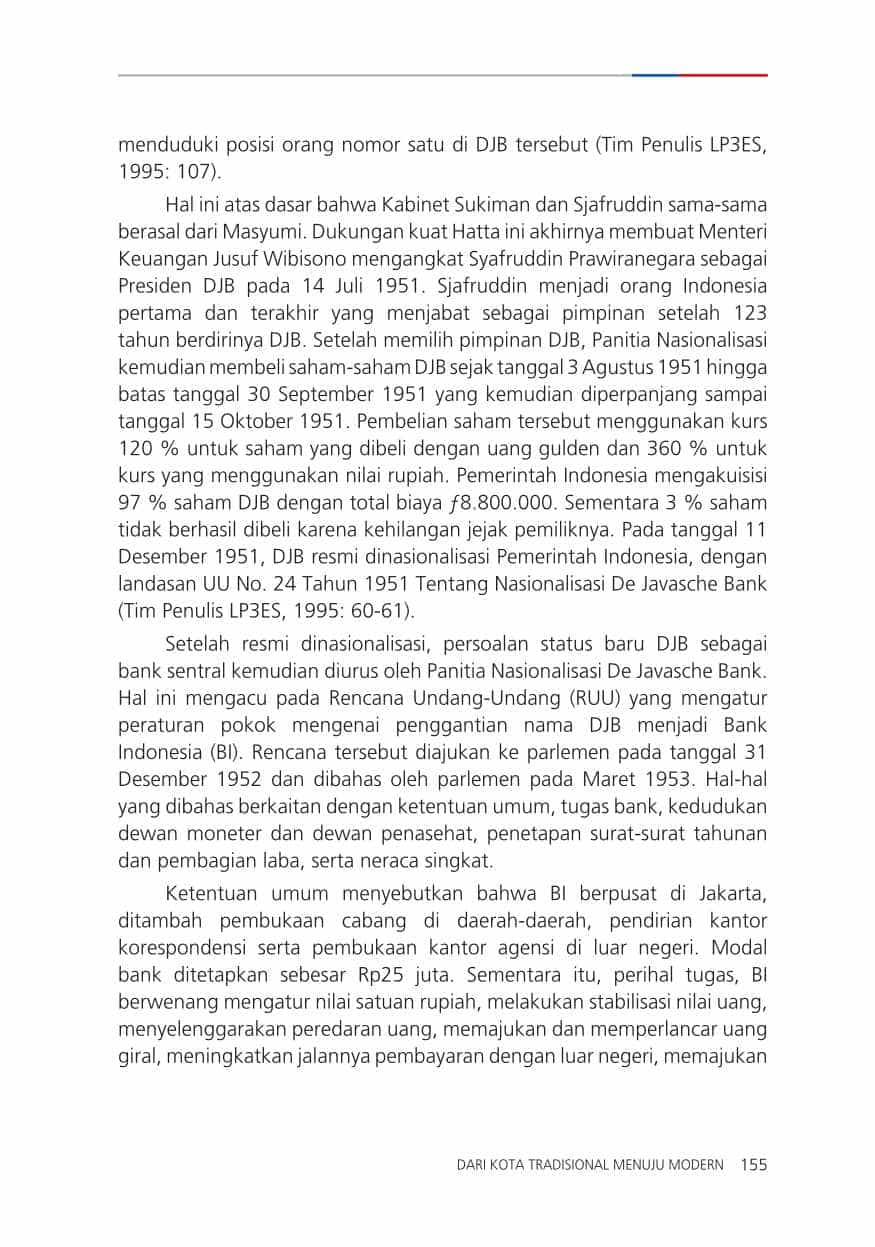 menduduki posisi orang nomor satu di DJB tersebut (Tim Penulis LP3ES,
1995: 107).
Hal ini atas dasar bahwa Kabinet Sukiman dan Sjafruddin sama-sama
berasal dari Masyumi. Dukungan kuat Hatta ini akhirnya membuat Menteri
Keuangan Jusuf Wibisono mengangkat Syafruddin Prawiranegara sebagai
Presiden DJB pada 14 Juli 1951. Sjafruddin menjadi orang Indonesia
pertama dan terakhir yang menjabat sebagai pimpinan setelah 123
tahun berdirinya DJB. Setelah memilih pimpinan DJB, Panitia Nasionalisasi
kemudian membeli saham-saham DJB sejak tanggal 3 Agustus 1951 hingga
batas tanggal 30 September 1951 yang kemudian diperpanjang sampai
tanggal 15 Oktober 1951. Pembelian saham tersebut menggunakan kurs
120 % untuk saham yang dibeli dengan uang gulden dan 360 % untuk
kurs yang menggunakan nilai rupiah. Pemerintah Indonesia mengakuisisi
97 % saham DJB dengan total biaya ƒ8.800.000. Sementara 3 % saham
tidak berhasil dibeli karena kehilangan jejak pemiliknya. Pada tanggal 11
Desember 1951, DJB resmi dinasionalisasi Pemerintah Indonesia, dengan
landasan UU No. 24 Tahun 1951 Tentang Nasionalisasi De Javasche Bank
(Tim Penulis LP3ES, 1995: 60-61).
Setelah resmi dinasionalisasi, persoalan status baru DJB sebagai
bank sentral kemudian diurus oleh Panitia Nasionalisasi De Javasche Bank.
Hal ini mengacu pada Rencana Undang-Undang (RUU) yang mengatur
peraturan pokok mengenai penggantian nama DJB menjadi Bank
Indonesia (BI). Rencana tersebut diajukan ke parlemen pada tanggal 31
Desember 1952 dan dibahas oleh parlemen pada Maret 1953. Hal-hal
yang dibahas berkaitan dengan ketentuan umum, tugas bank, kedudukan
dewan moneter dan dewan penasehat, penetapan surat-surat tahunan
dan pembagian laba, serta neraca singkat.
Ketentuan umum menyebutkan bahwa BI berpusat di Jakarta,
ditambah pembukaan cabang di daerah-daerah, pendirian kantor
korespondensi serta pembukaan kantor agensi di luar negeri. Modal
bank ditetapkan sebesar Rp25 juta. Sementara itu, perihal tugas, BI
berwenang mengatur nilai satuan rupiah, melakukan stabilisasi nilai uang,
menyelenggarakan peredaran uang, memajukan dan memperlancar uang
giral, meningkatkan jalannya pembayaran dengan luar negeri, memajukan
DARI KOTA TRADISIONAL MENUJU MODERN 155